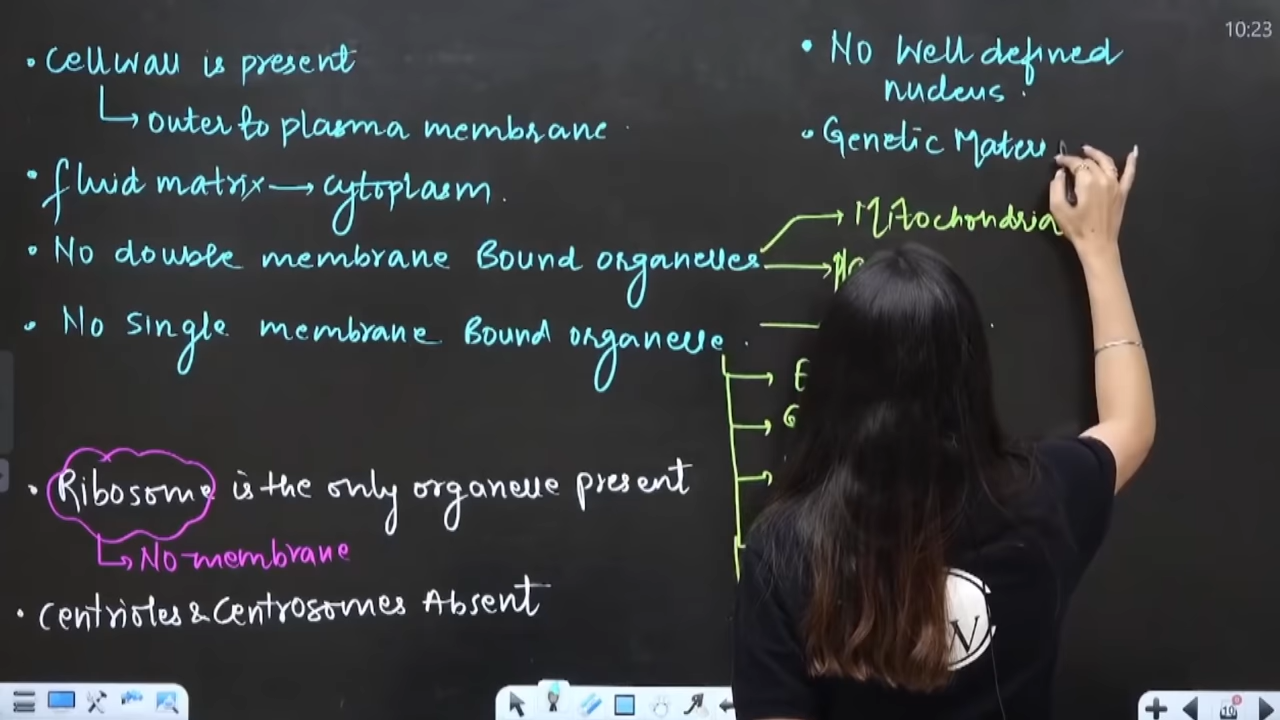 10:23
• Cellwall is present
outer to plasma membrane
• fluid matrix → cytoplasm.
• No double membrane Bound organelles
• No single membrane Bound organelle.
• Ribosome is the only organelle present
No membrane
• Centrioles & Centrosomes Absent
• No Well defined
nucleus.
• Genetic Mater
Mitochondria
E
G
W
19